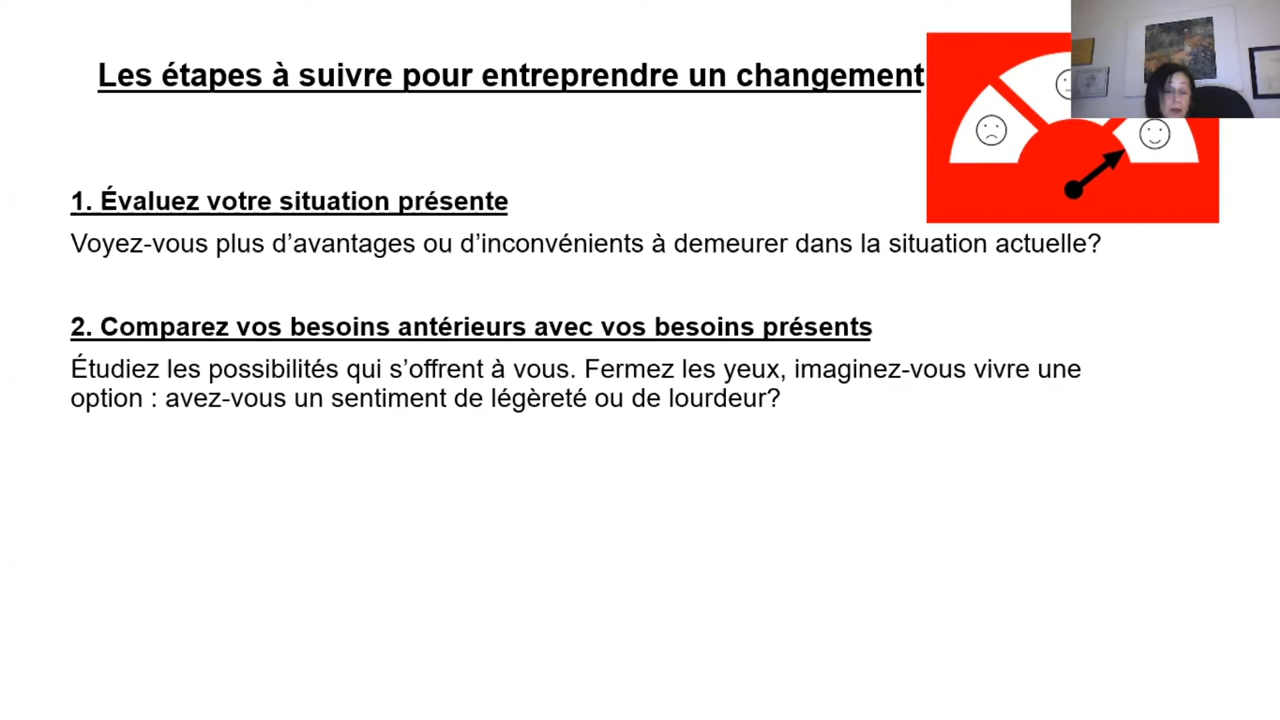 Les étapes à suivre pour entreprendre un changement
1. Évaluez votre situation présente
Voyez-vous plus d’avantages ou d’inconvénients à demeurer dans la situation actuelle?
2. Comparez vos besoins antérieurs avec vos besoins présents
Étudiez les possibilités qui s’offrent à vous. Fermez les yeux, imaginez-vous vivre une
option : avez-vous un sentiment de légèreté ou de lourdeur?